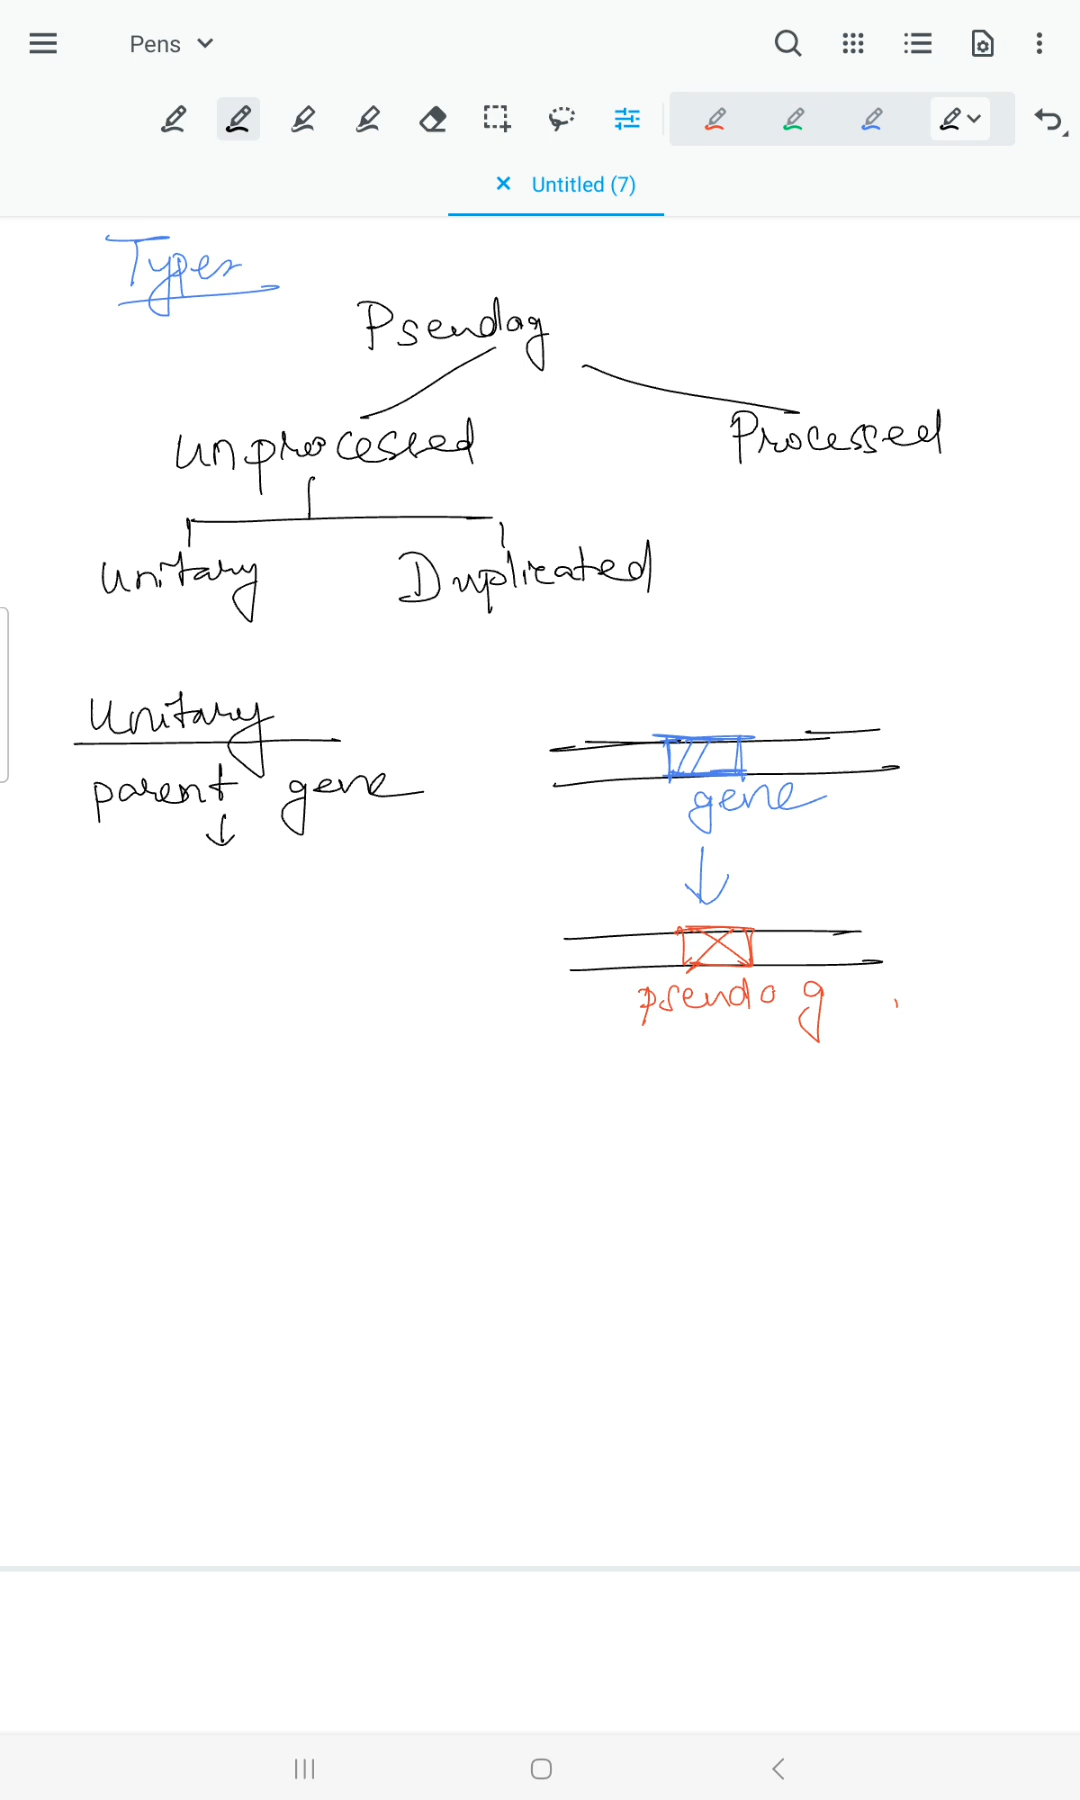 Pens
Untitled (7)
Types
Pseudog
Unprocessed Processed
Unitary Duplicated
Unitary
parent gene
gene
pseudo g